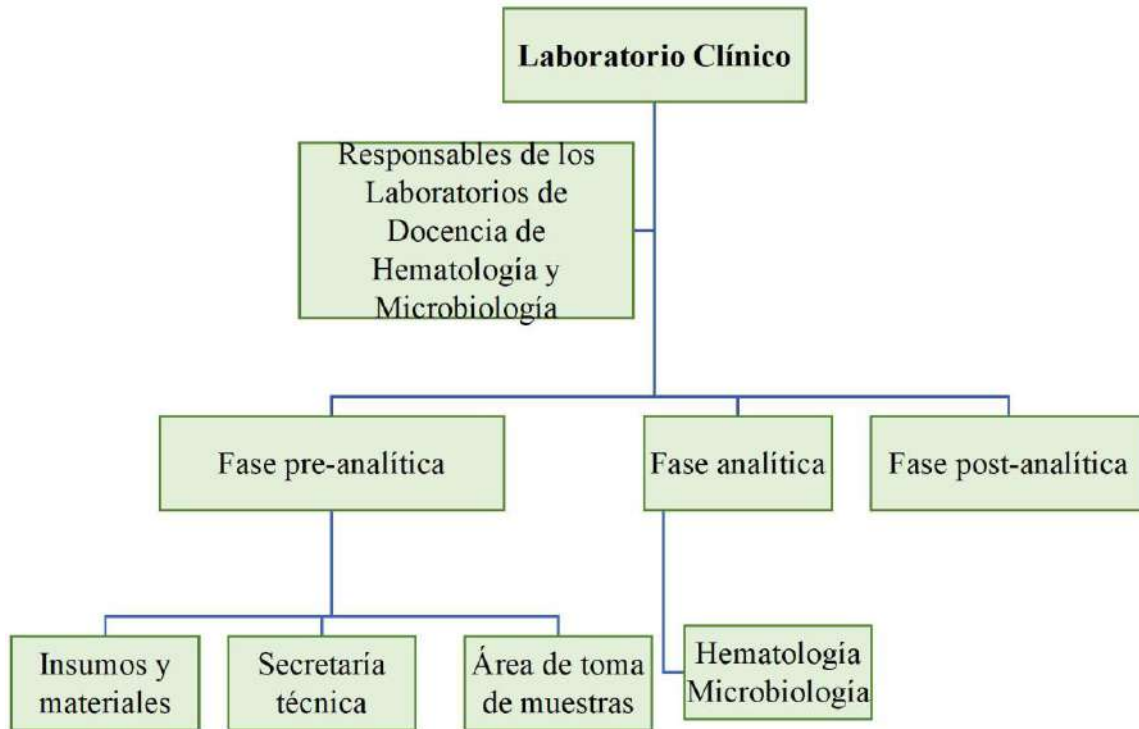 Laboratorio Clínico
Responsables de los
Laboratorios de
Docencia de
Hematología y
Microbiología
Fase pre-analítica
Fase analítica
Fase post-analítica
Insumos y
materiales
Secretaría
técnica
Área de toma
de muestras
Hematología
Microbiología